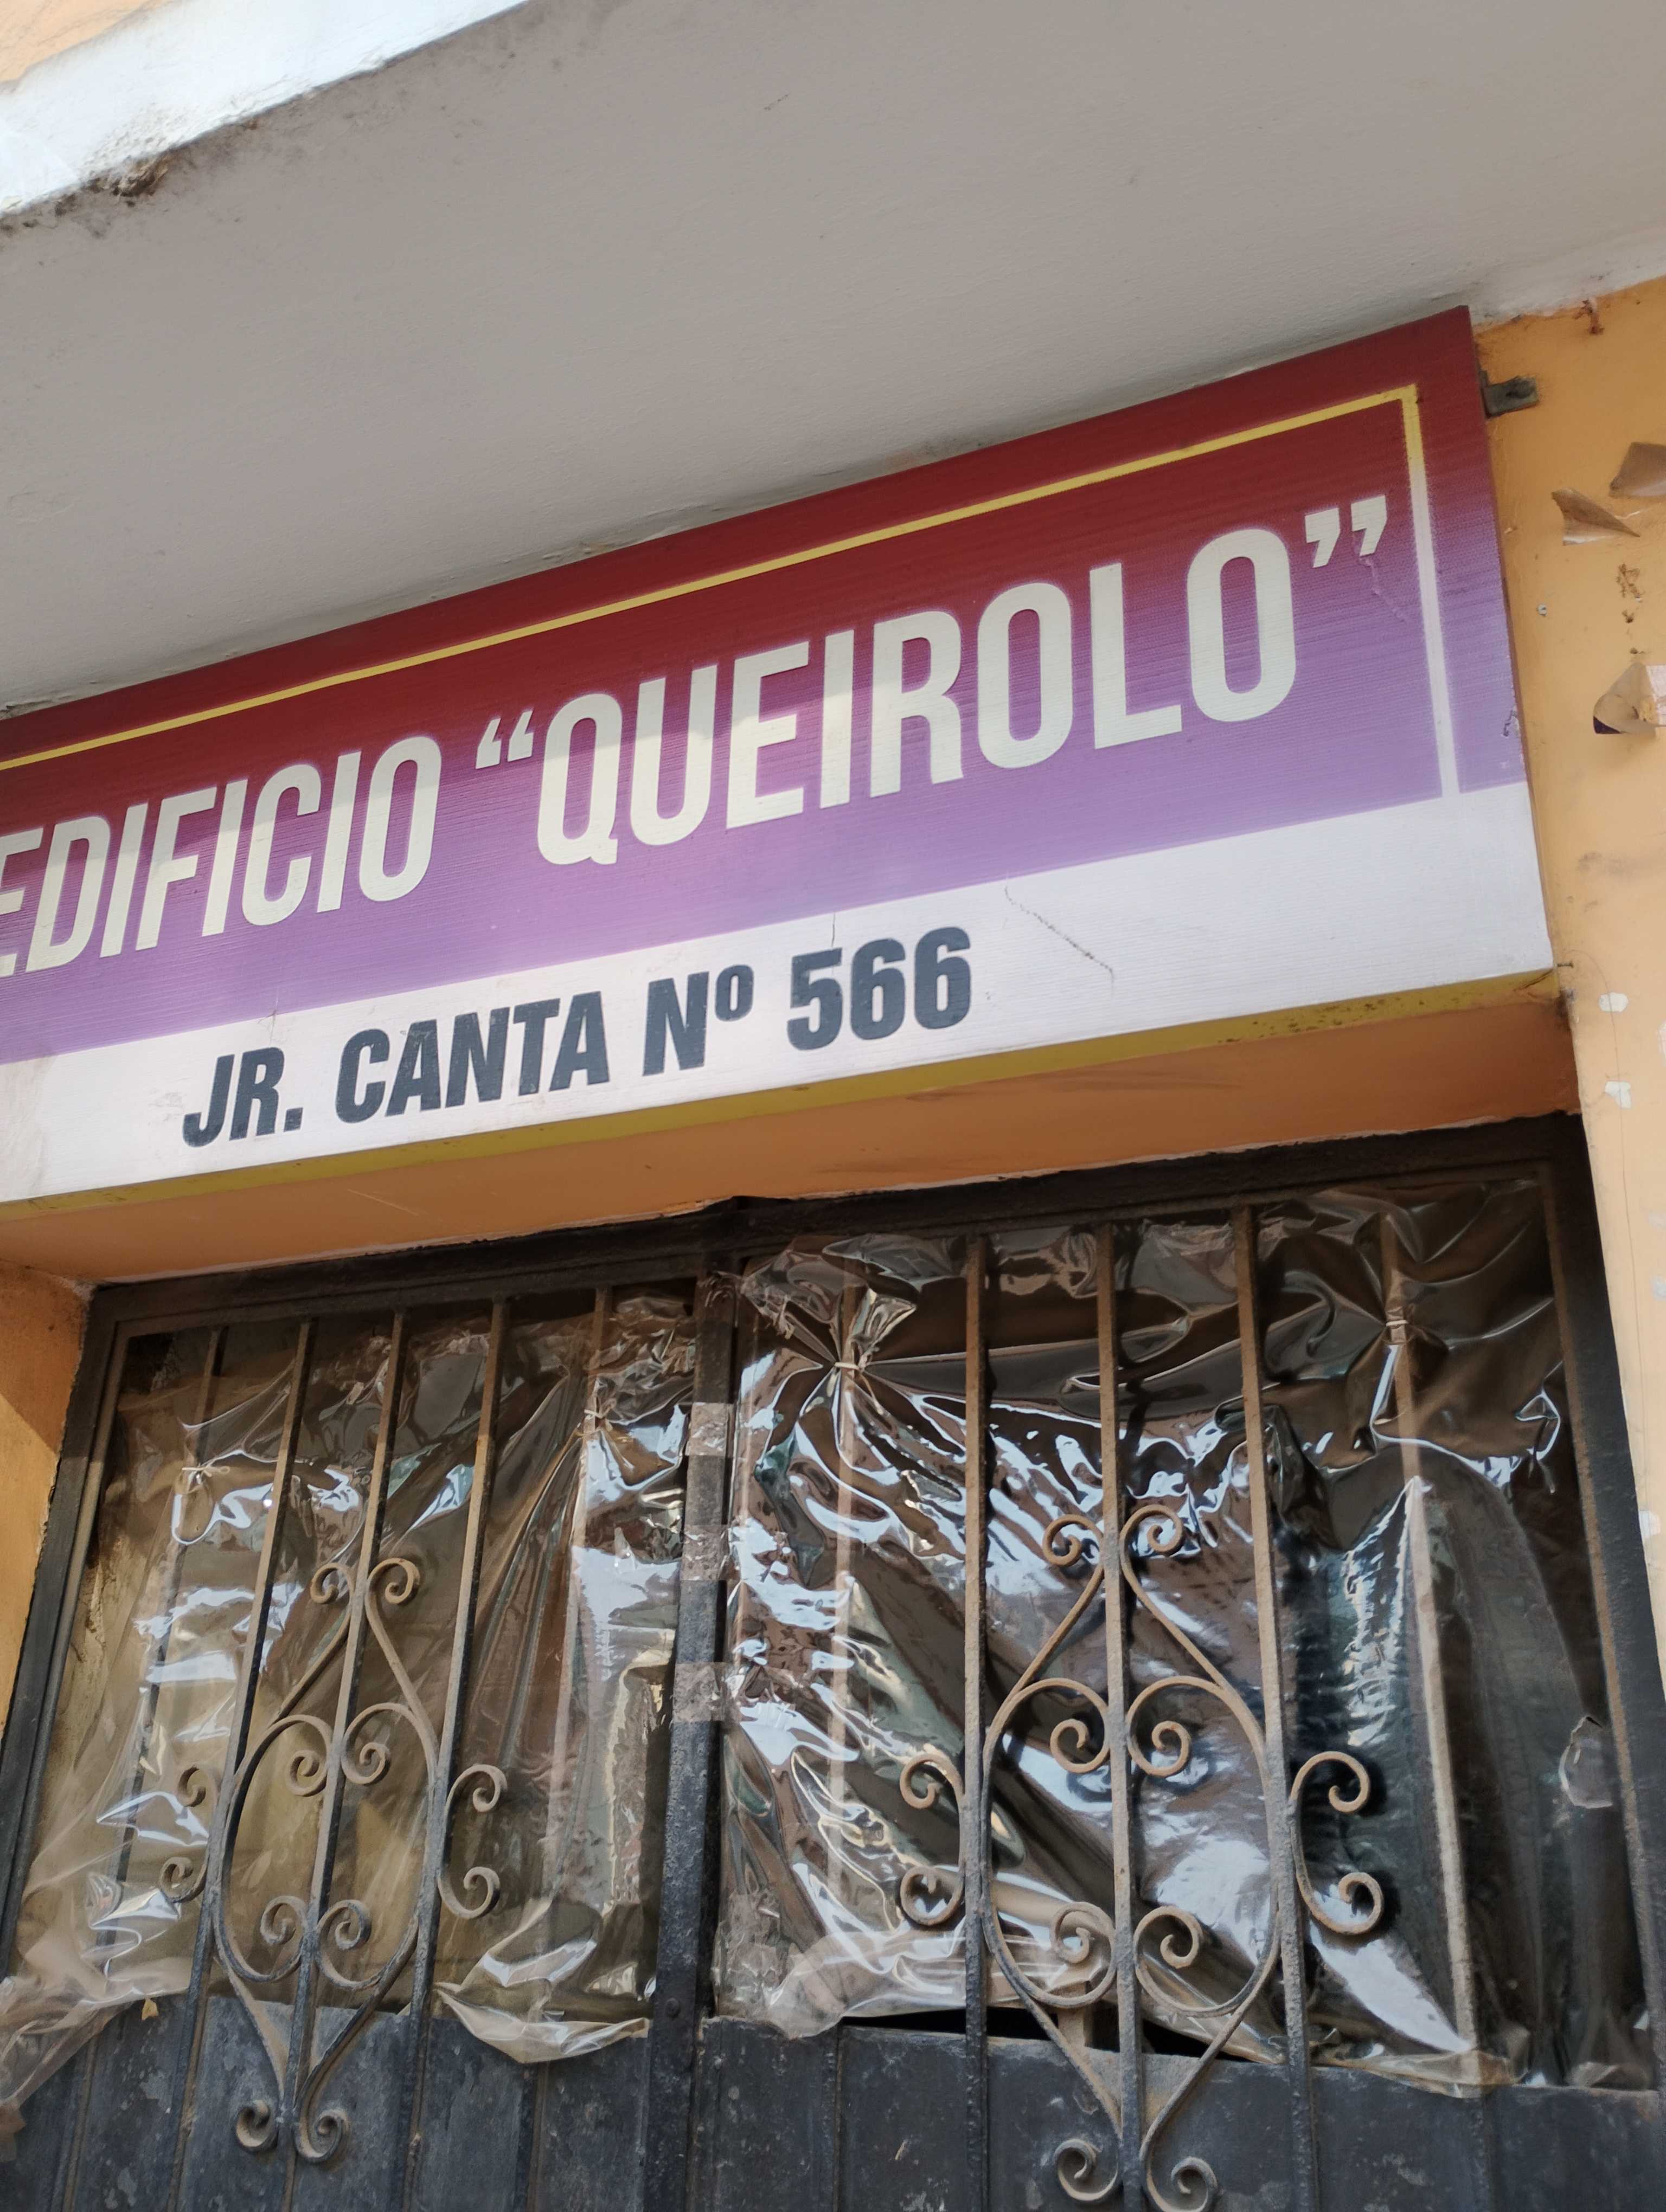 EDIFICIO “QUEIROLO”
JR. CANTA Nº 566